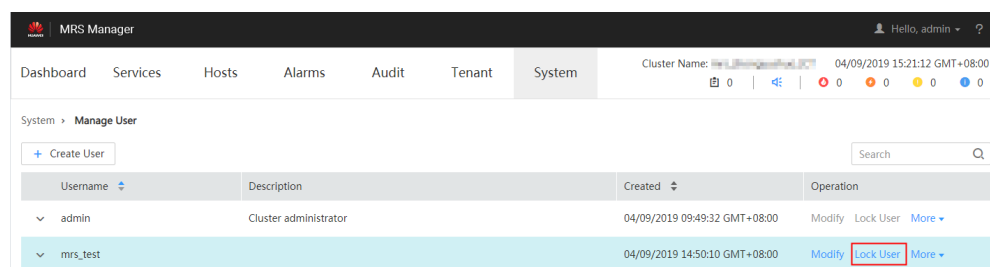 HUAWEI MRS Manager Hello, admin ?
Dashboard Services Hosts Alarms Audit Tenant System Cluster Name: 04/09/2019 15:21:12 GMT+08:00
0 0 0 0 0
System > Manage User
+ Create User Search
Username Description Created Operation
admin Cluster administrator 04/09/2019 09:49:32 GMT+08:00 Modify Lock User More
mrs_test 04/09/2019 14:50:10 GMT+08:00 Modify Lock User More